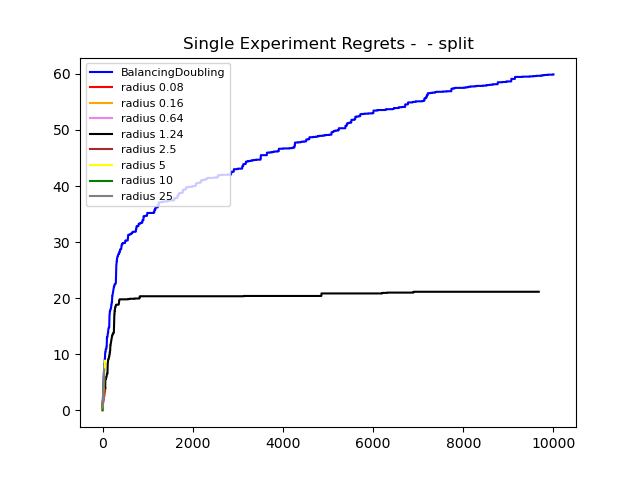 Single Experiment Regrets -  - split
BalancingDoubling
radius 0.08
radius 0.16
radius 0.64
radius 1.24
radius 2.5
radius 5
radius 10
radius 25
60
50
40
30
20
10
0
0 2000 4000 6000 8000 10000